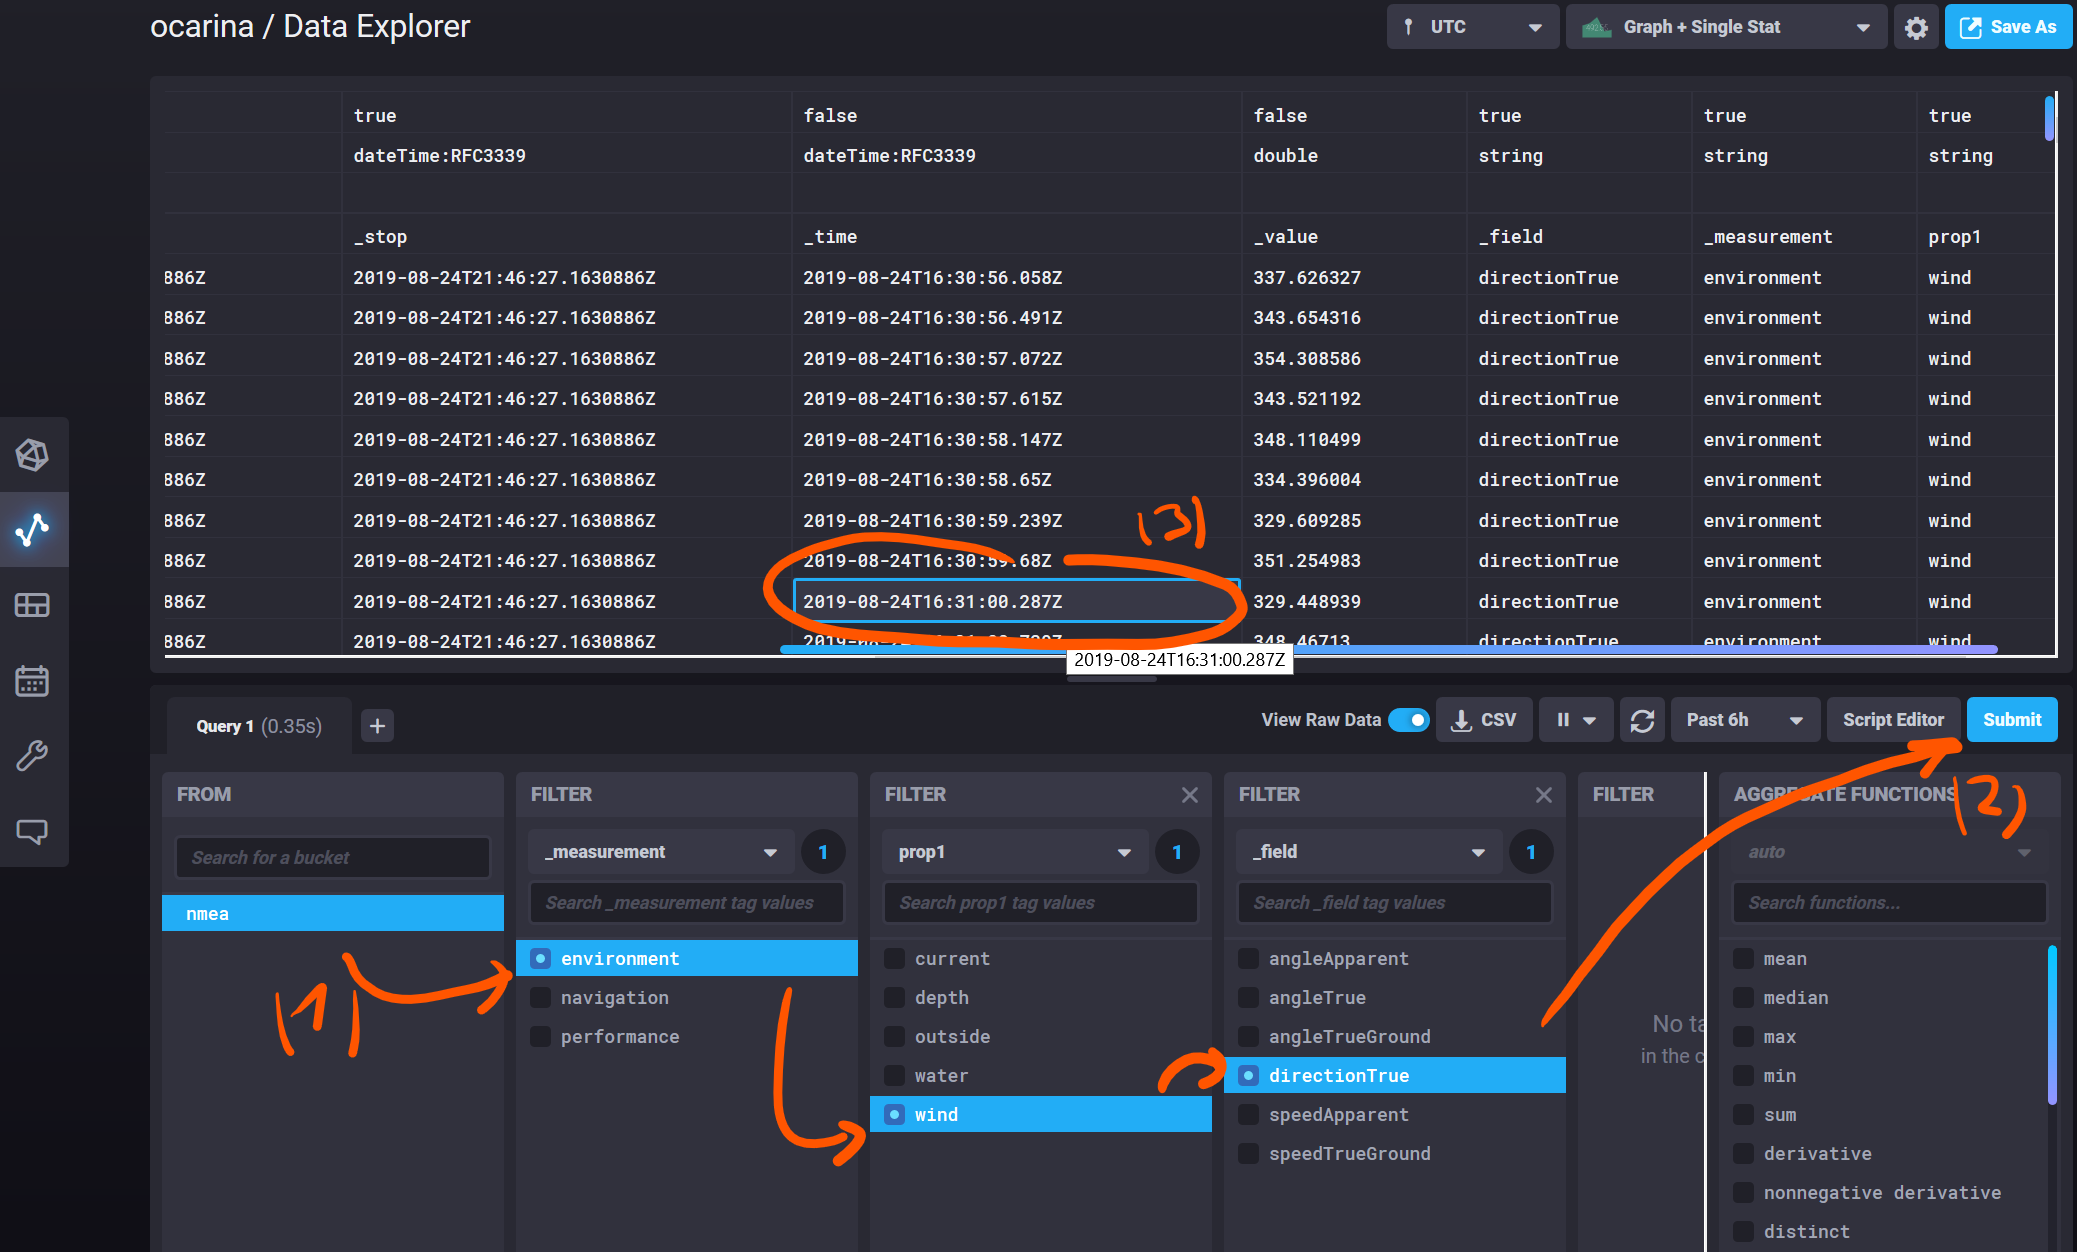 ocarina / Data Explorer
UTC
Graph + Single Stat
Save As
true false false true true true
dateTime:RFC3339 dateTime:RFC3339 double string string string
_stop _time _value _field _measurement prop1
886Z 2019-08-24T21:46:27.1630886Z 2019-08-24T16:30:56.058Z 337.626327 directionTrue environment wind
886Z 2019-08-24T21:46:27.1630886Z 2019-08-24T16:30:56.491Z 343.654316 directionTrue environment wind
886Z 2019-08-24T21:46:27.1630886Z 2019-08-24T16:30:57.072Z 354.308586 directionTrue environment wind
886Z 2019-08-24T21:46:27.1630886Z 2019-08-24T16:30:57.615Z 343.521192 directionTrue environment wind
886Z 2019-08-24T21:46:27.1630886Z 2019-08-24T16:30:58.147Z 348.110499 directionTrue environment wind
886Z 2019-08-24T21:46:27.1630886Z 2019-08-24T16:30:58.65Z 334.396004 directionTrue environment wind
886Z 2019-08-24T21:46:27.1630886Z 2019-08-24T16:30:59.239Z 329.609285 directionTrue environment wind
(3)
886Z 2019-08-24T21:46:27.1630886Z 2019-08-24T16:30:59.68Z 351.254983 directionTrue environment wind
886Z 2019-08-24T21:46:27.1630886Z 2019-08-24T16:31:00.287Z 329.448939 directionTrue environment wind
886Z 2019-08-24T21:46:27.1630886Z 348.46713 directionTrue environment wind
2019-08-24T16:31:00.287Z
Query 1 (0.35s)
+
View Raw Data
CSV
Past 6h
Script Editor
Submit
(2)
FROM
Search for a bucket
nmea
(1)
FILTER
_measurement 1
Search _measurement tag values
environment
navigation
performance
FILTER
prop1 1
Search prop1 tag values
current
depth
outside
water
wind
FILTER
_field 1
Search _field tag values
angleApparent
angleTrue
angleTrueGround
directionTrue
speedApparent
speedTrueGround
FILTER
No ta
in the c
AGGREGATE FUNCTIONS
auto
Search functions...
mean
median
max
min
sum
derivative
nonnegative derivative
distinct